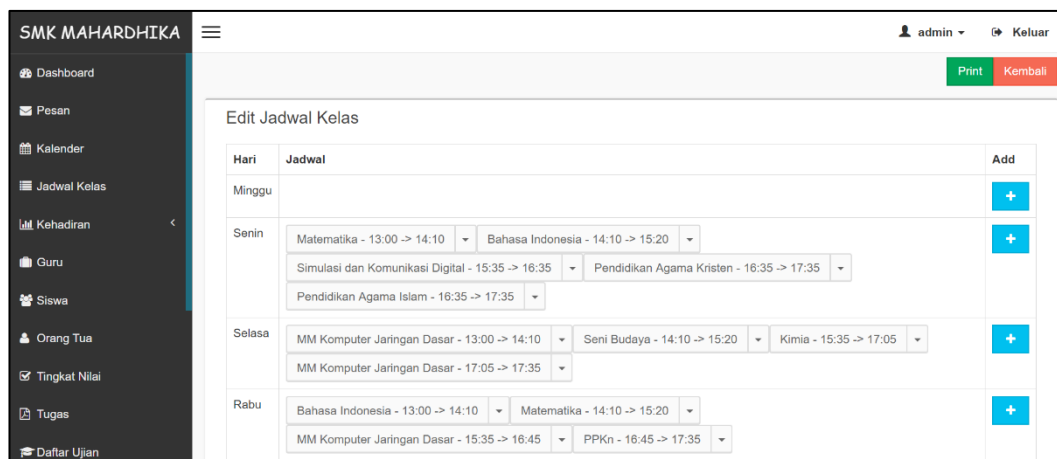 SMK MAHARDHIKA
admin
Keluar
Print
Kembali
Dashboard
Pesan
Kalender
Jadwal Kelas
Kehadiran
Guru
Siswa
Orang Tua
Tingkat Nilai
Tugas
Daftar Ujian
Edit Jadwal Kelas
Hari Jadwal Add
Minggu
Senin
Matematika - 13:00 -> 14:10 Bahasa Indonesia - 14:10 -> 15:20
Simulasi dan Komunikasi Digital - 15:35 -> 16:35 Pendidikan Agama Kristen - 16:35 -> 17:35
Pendidikan Agama Islam - 16:35 -> 17:35
Selasa
MM Komputer Jaringan Dasar - 13:00 -> 14:10 Seni Budaya - 14:10 -> 15:20 Kimia - 15:35 -> 17:05
MM Komputer Jaringan Dasar - 17:05 -> 17:35
Rabu
Bahasa Indonesia - 13:00 -> 14:10 Matematika - 14:10 -> 15:20
MM Komputer Jaringan Dasar - 15:35 -> 16:45 PPKn - 16:45 -> 17:35